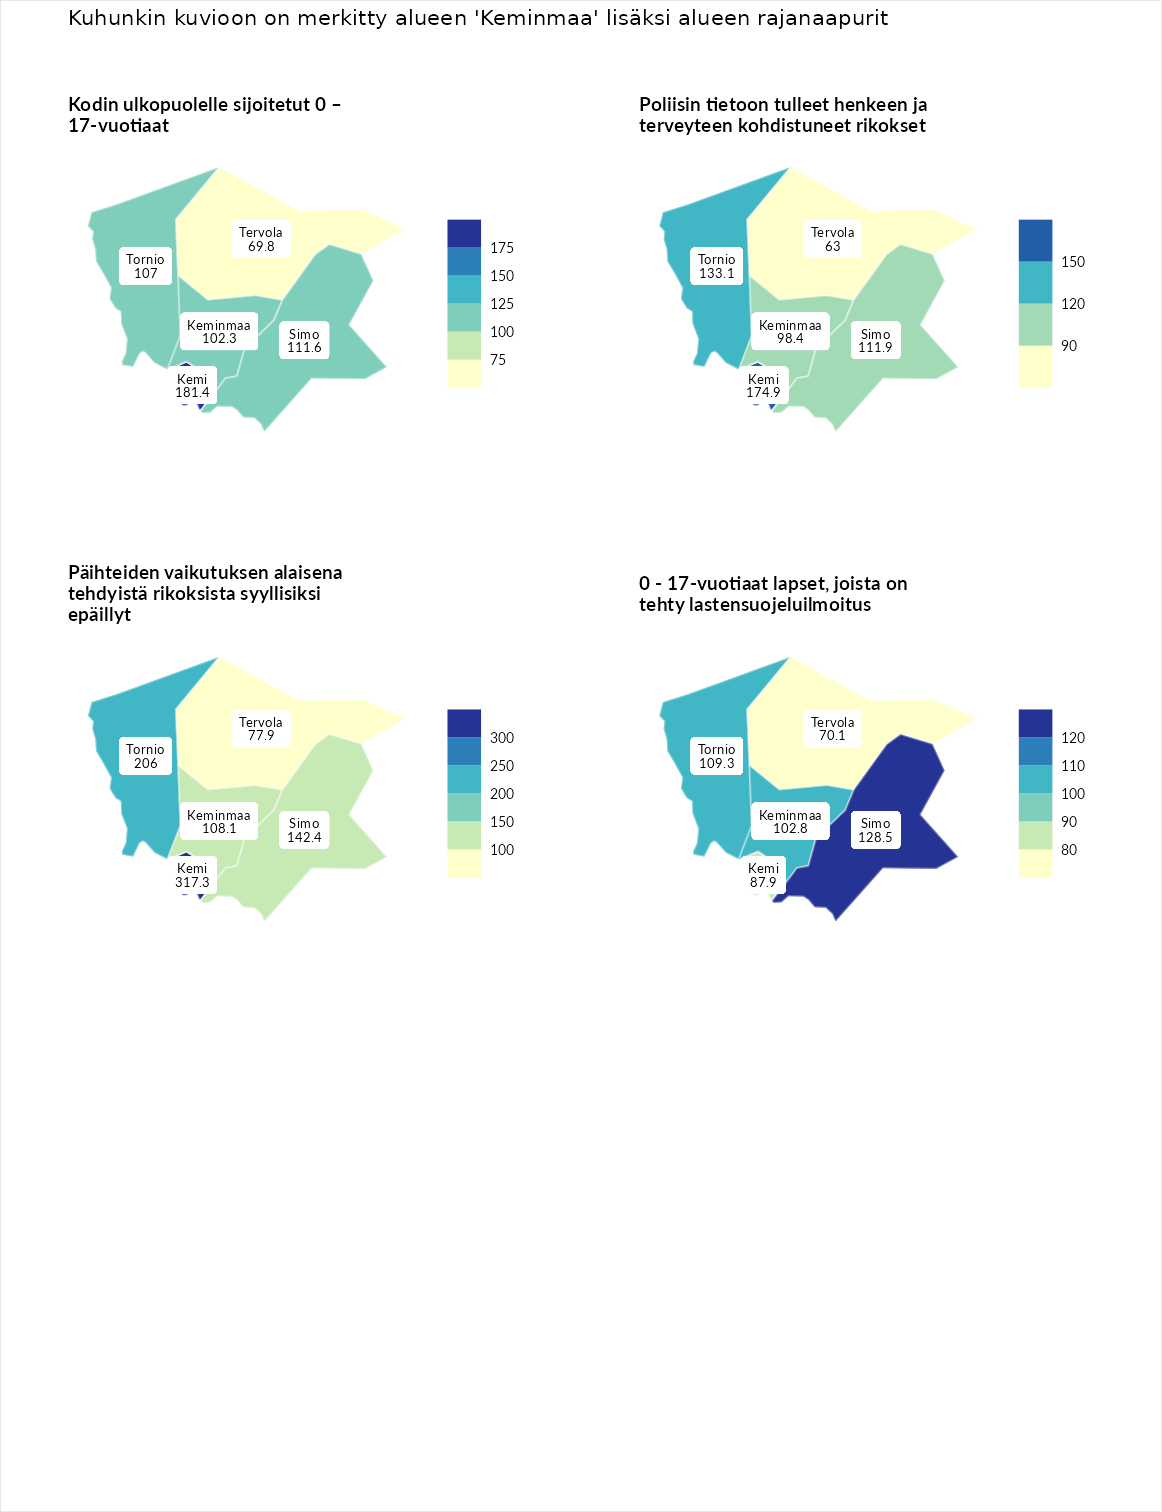 Kuhunkin kuvioon on merkitty alueen 'Keminmaa' lisäksi alueen rajanaapurit
Kodin ulkopuolelle sijoitetut 0 –
17-vuotiaat
Tervola
69.8
Tornio
107
Keminmaa
102.3
Simo
111.6
Kemi
181.4
175
150
125
100
75
Poliisin tietoon tulleet henkeen ja
terveyteen kohdistuneet rikokset
Tervola
63
Tornio
133.1
Keminmaa
98.4
Simo
111.9
Kemi
174.9
150
120
90
Päihteiden vaikutuksen alaisena
tehdyistä rikoksista syyllisiksi
epäillyt
Tervola
77.9
Tornio
206
Keminmaa
108.1
Simo
142.4
Kemi
317.3
300
250
200
150
100
0 - 17-vuotiaat lapset, joista on
tehty lastensuojeluilmoitus
Tervola
70.1
Tornio
109.3
Keminmaa
102.8
Simo
128.5
Kemi
87.9
120
110
100
90
80